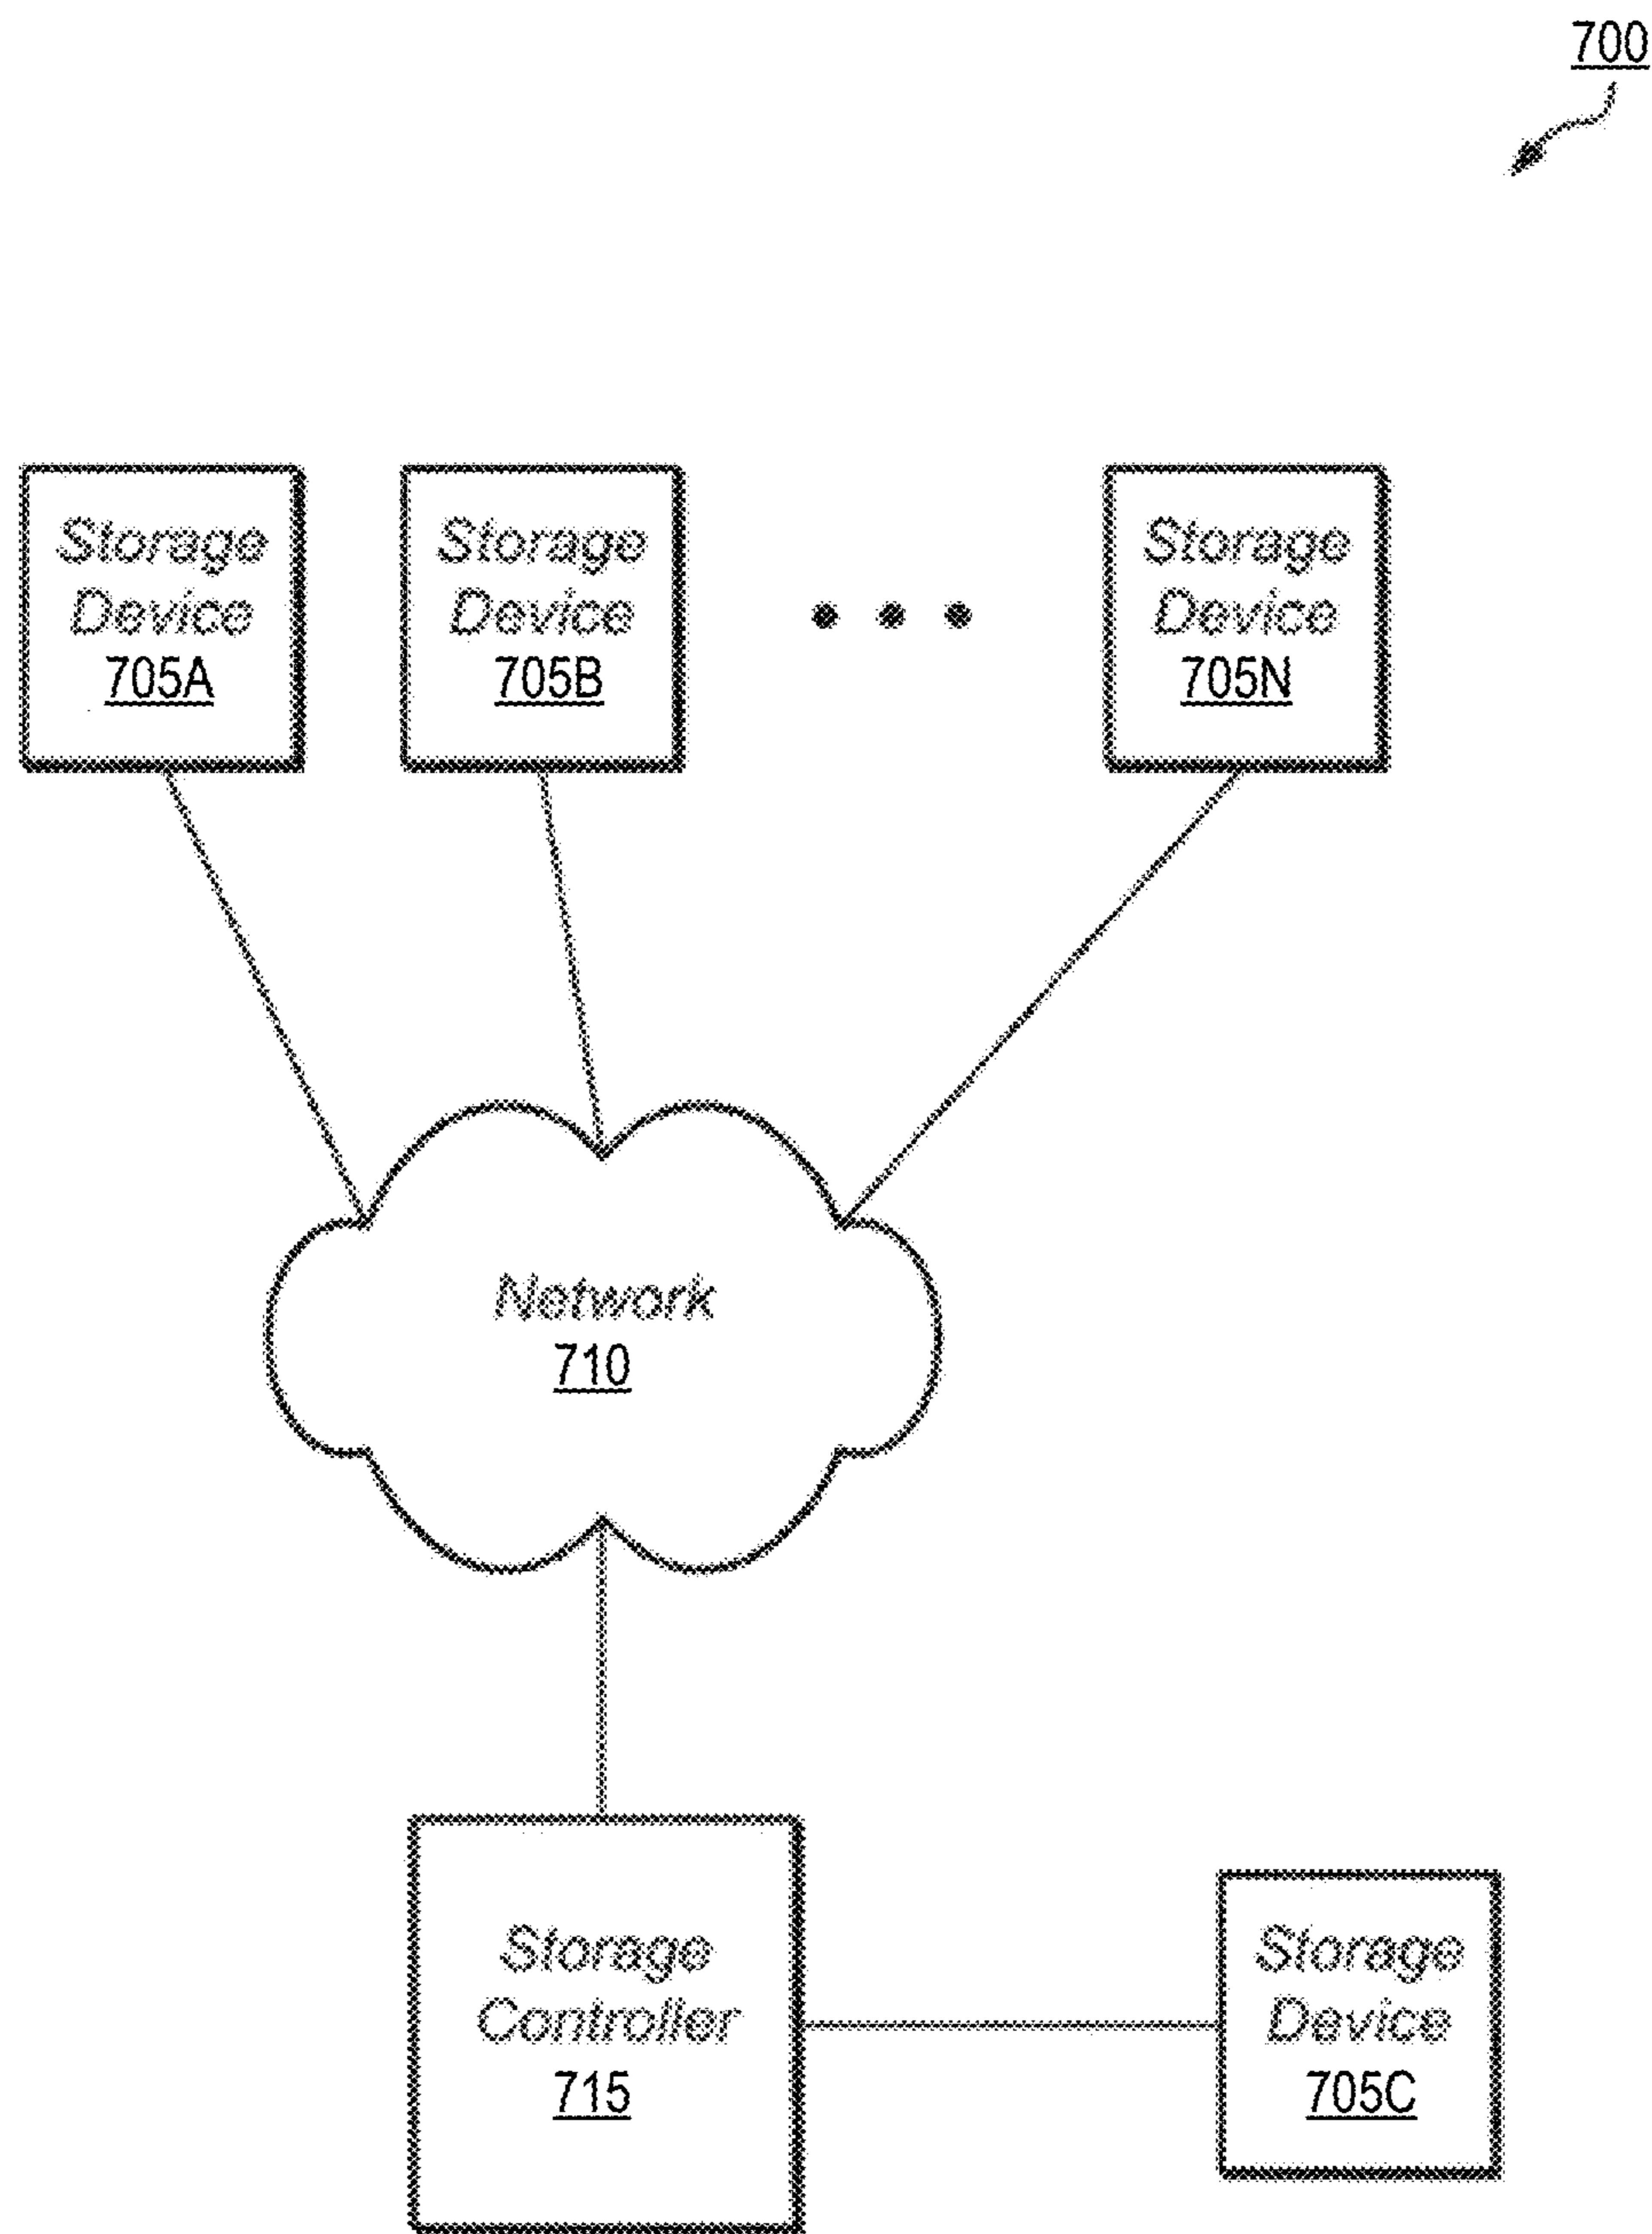 700
Storage
Device
705A
Storage
Device
705B
Storage
Device
705N
Network
710
Storage
Controller
715
Storage
Device
705C